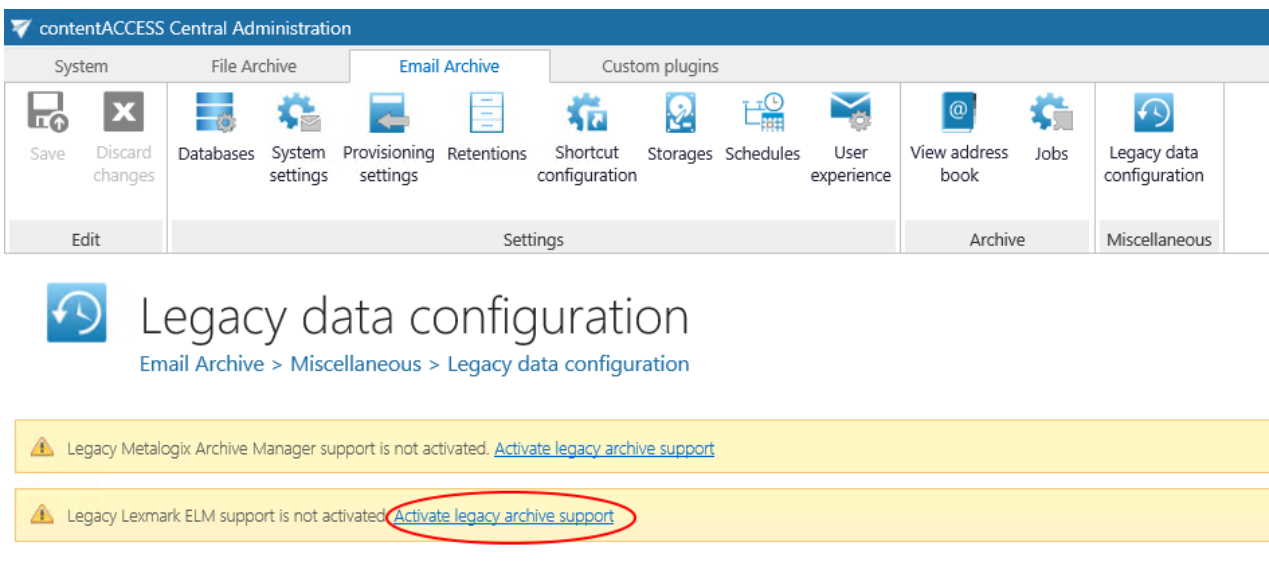 contentACCESS Central Administration
System File Archive Email Archive Custom plugins
Save Discard changes Databases System settings Provisioning settings Retentions Shortcut configuration Storages Schedules User experience View address book Jobs Legacy data configuration
Edit Settings Archive Miscellaneous
Legacy data configuration
Email Archive > Miscellaneous > Legacy data configuration
Legacy Metalogix Archive Manager support is not activated. Activate legacy archive support
Legacy Lexmark ELM support is not activated Activate legacy archive support